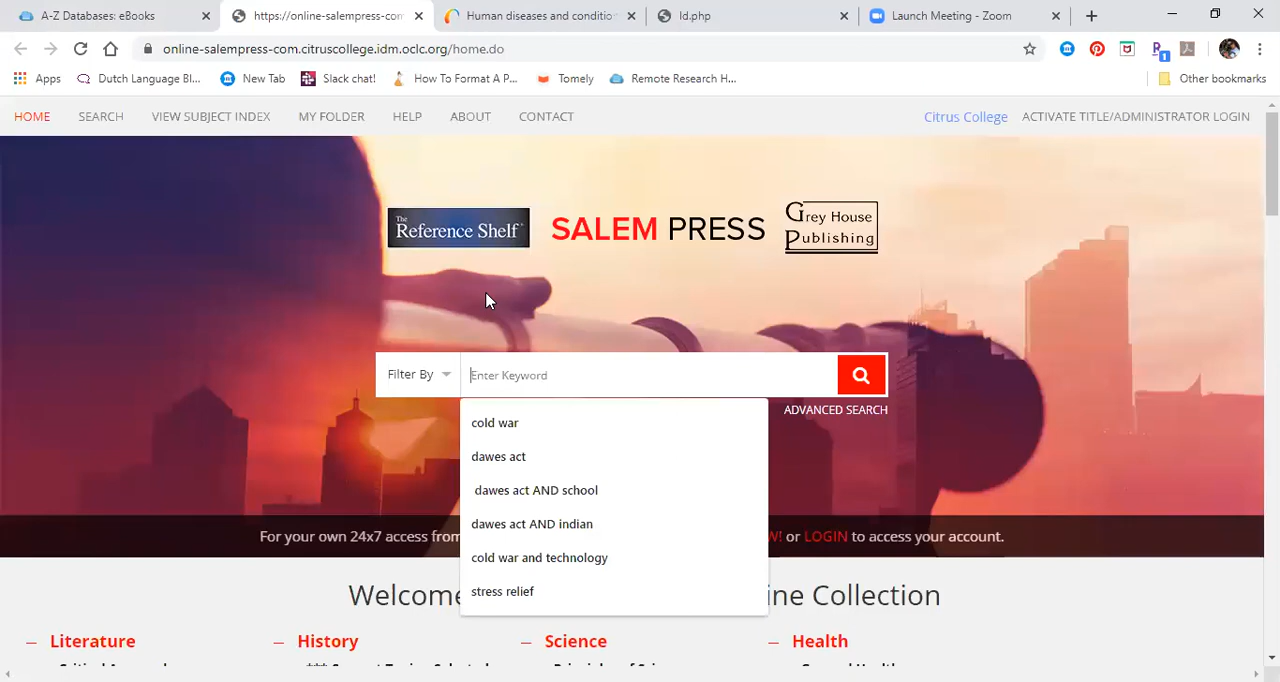 A-Z Databases: eBooks
https://online-salempress-com
Human diseases and conditio
ld.php
Launch Meeting - Zoom
online-salempress-com.citruscollege.idm.oclc.org/home.do
1
Apps
Dutch Language Bl...
New Tab
Slack chat!
How To Format A P...
Tomely
Remote Research H...
Other bookmarks
HOME
SEARCH
VIEW SUBJECT INDEX
MY FOLDER
HELP
ABOUT
CONTACT
Citrus College
ACTIVATE TITLE/ADMINISTRATOR LOGIN
The
Reference Shelf
SALEM PRESS
Grey House
Publishing
Filter By
Enter Keyword
ADVANCED SEARCH
cold war
dawes act
dawes act AND school
dawes act AND indian
cold war and technology
stress relief
For your own 24x7 access from
W! or LOGIN to access your account.
Welcome
ine Collection
Literature
History
Science
Health